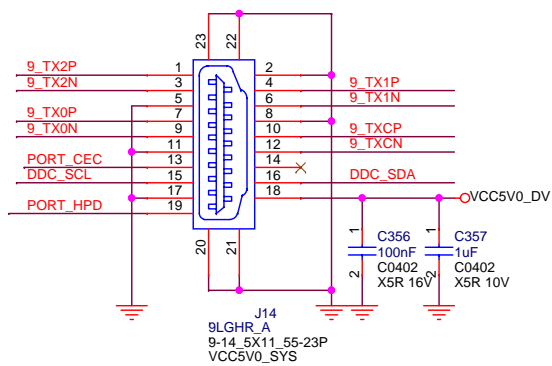 23 22
9_TX2P 1 2
9_TX2N 3 4 9_TX1P
5 6 9_TX1N
9_TX0P 7 8
9_TX0N 9 10 9_TXCP
11 12 9_TXCN
PORT_CEC 13 14
DDC_SCL 15 16 DDC_SDA
17 18 VCC5V0_DV
PORT_HPD 19
20 21
1 C356 1 C357
100nF 1uF
2 C0402 2 C0402
X5R 16V X5R 10V
J14
9LGHR_A
9-14_5X11_55-23P
VCC5V0_SYS